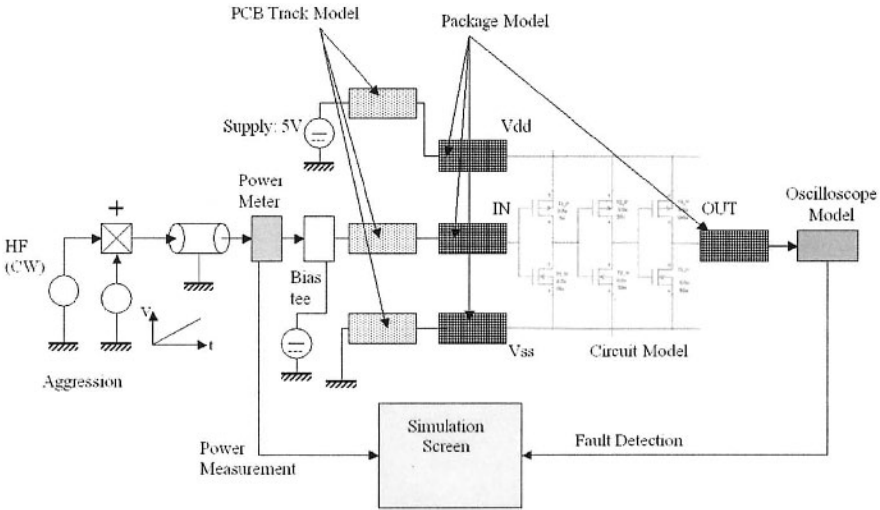 PCB Track Model
Package Model
Supply: 5V
Vdd
Power
Meter
IN
OUT
Oscilloscope
Model
+
HF
(CW)
Bias
tee
V
t
Vss
Circuit Model
Aggression
Simulation
Screen
Power
Measurement
Fault Detection